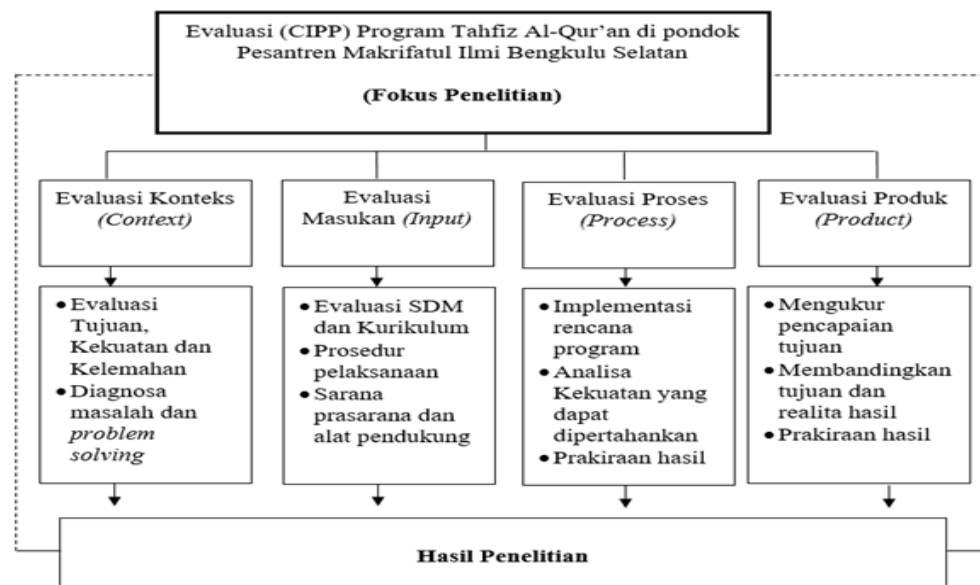 Evaluasi (CIPP) Program Tahfiz Al-Qur'an di pondok
Pesantren Makrifatul Ilmi Bengkulu Selatan
(Fokus Penelitian)
Evaluasi Konteks
(Context)
Evaluasi
Masukan (Input)
Evaluasi Proses
(Process)
Evaluasi Produk
(Product)
• Evaluasi
Tujuan,
Kekuatan dan
Kelemahan
• Diagnosa
masalah dan
problem
solving
• Evaluasi SDM
dan Kurikulum
• Prosedur
pelaksanaan
• Sarana
prasarana dan
alat pendukung
• Implementasi
rencana
program
• Analisa
Kekuatan yang
dapat
dipertahankan
• Prakiraan hasil
• Mengukur
pencapaian
tujuan
• Membandingkan
tujuan dan
realita hasil
• Prakiraan hasil
Hasil Penelitian